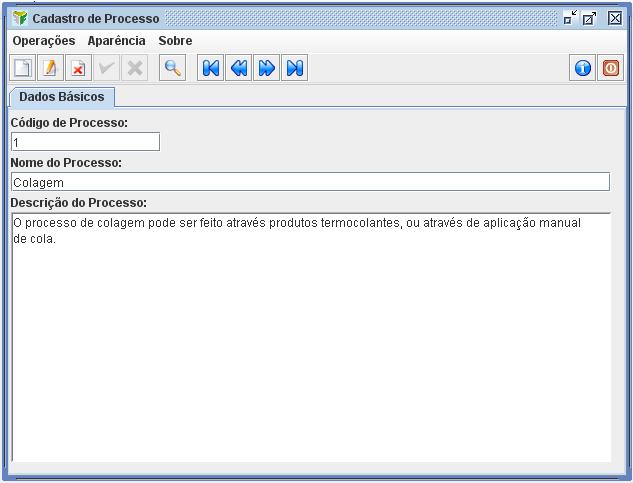 Cadastro de Processo
Operações Aparência Sobre
Dados Básicos
Código de Processo:
1
Nome do Processo:
Colagem
Descrição do Processo:
O processo de colagem pode ser feito através produtos termocolantes, ou através de aplicação manual
de cola.